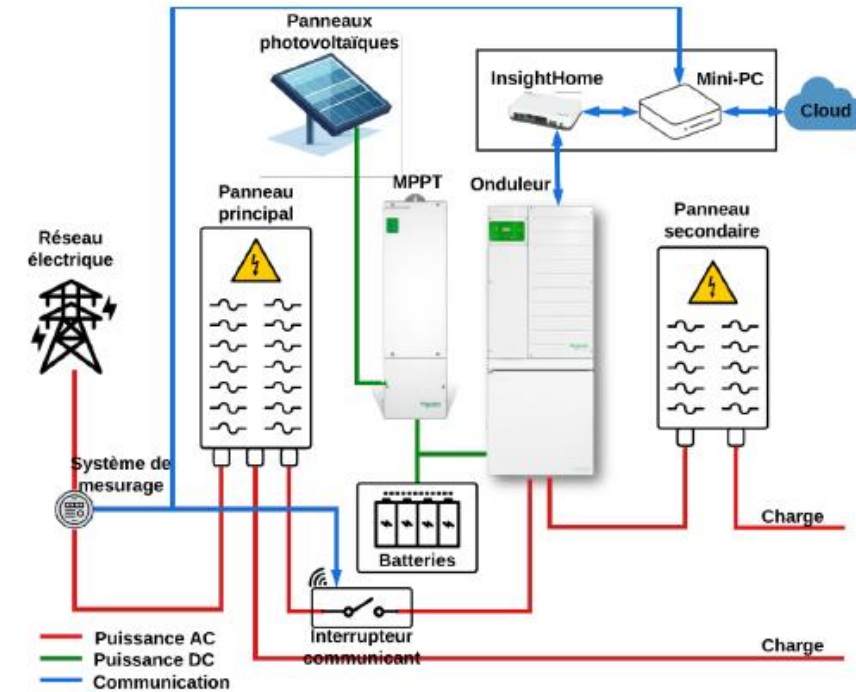 Panneaux
photovoltaïques
InsightHome
Mini-PC
Cloud
Panneau
principal
MPPT
Onduleur
Panneau
secondaire
Réseau
électrique
Système de
mesurage
Batteries
Charge
Interrupteur
communicant
Charge
Puissance AC
Puissance DC
Communication